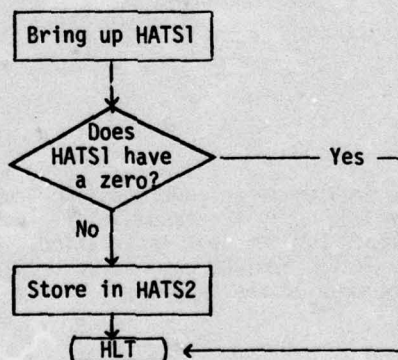 Bring up HATS1
Does
HATS1 have
a zero?
Yes
No
Store in HATS2
HLT